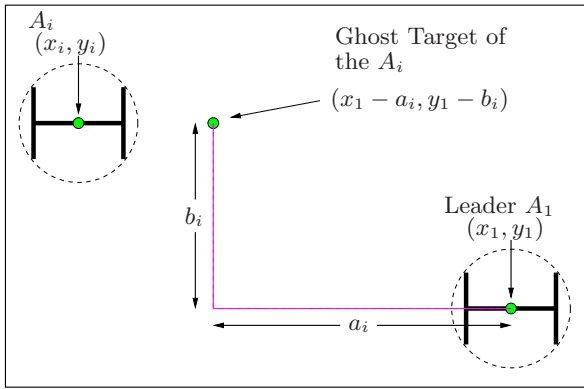 A_i
(x_i, y_i)
Ghost Target of
the A_i
(x_1 − a_i, y_1 − b_i)
b_i
Leader A_1
(x_1, y_1)
a_i